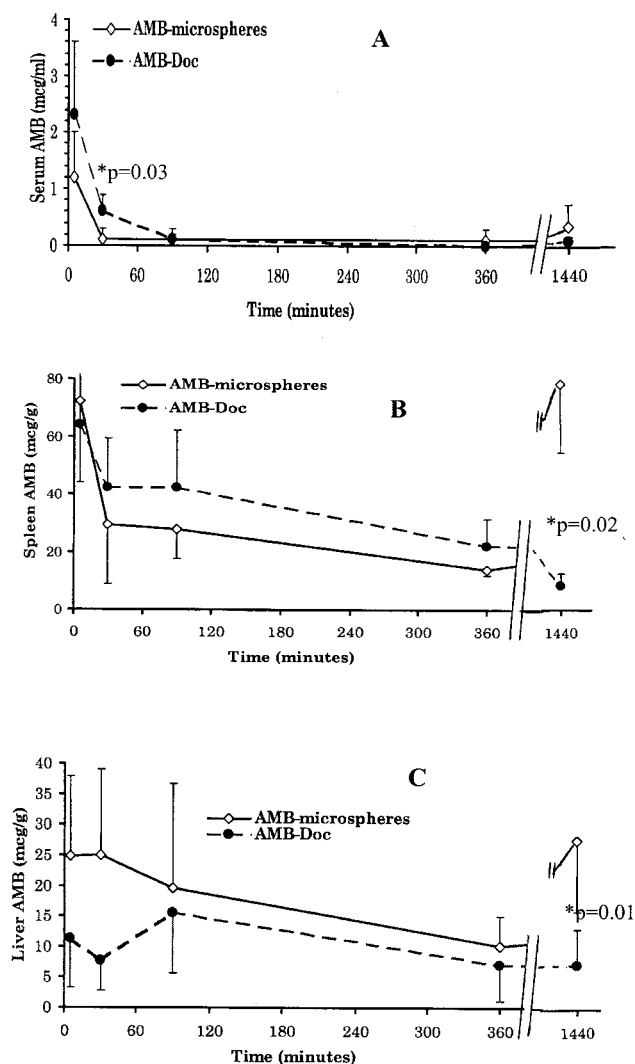 AMB-microspheres
AMB-Doc
A
Serum AMB (mcg/ml)
4
3
2
1
0
*p=0.03
0 60 120 180 240 300 360 1440
Time (minutes)
AMB-microspheres
AMB-Doc
B
Spleen AMB (mcg/g)
80
60
40
20
0
*p=0.02
0 60 120 180 240 300 360 1440
Time (minutes)
C
AMB-microspheres
AMB-Doc
Liver AMB (mcg/g)
40
35
30
25
20
15
10
5
0
*p=0.01
0 60 120 180 240 300 360 1440
Time (minutes)